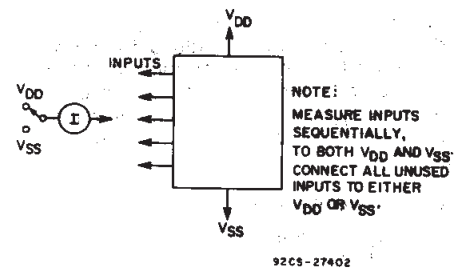 VDD
INPUTS
VDD
I
VSS
NOTE:
MEASURE INPUTS
SEQUENTIALLY,
TO BOTH VDD AND VSS.
CONNECT ALL UNUSED
INPUTS TO EITHER
VDD OR VSS.
VSS
92CS-27402